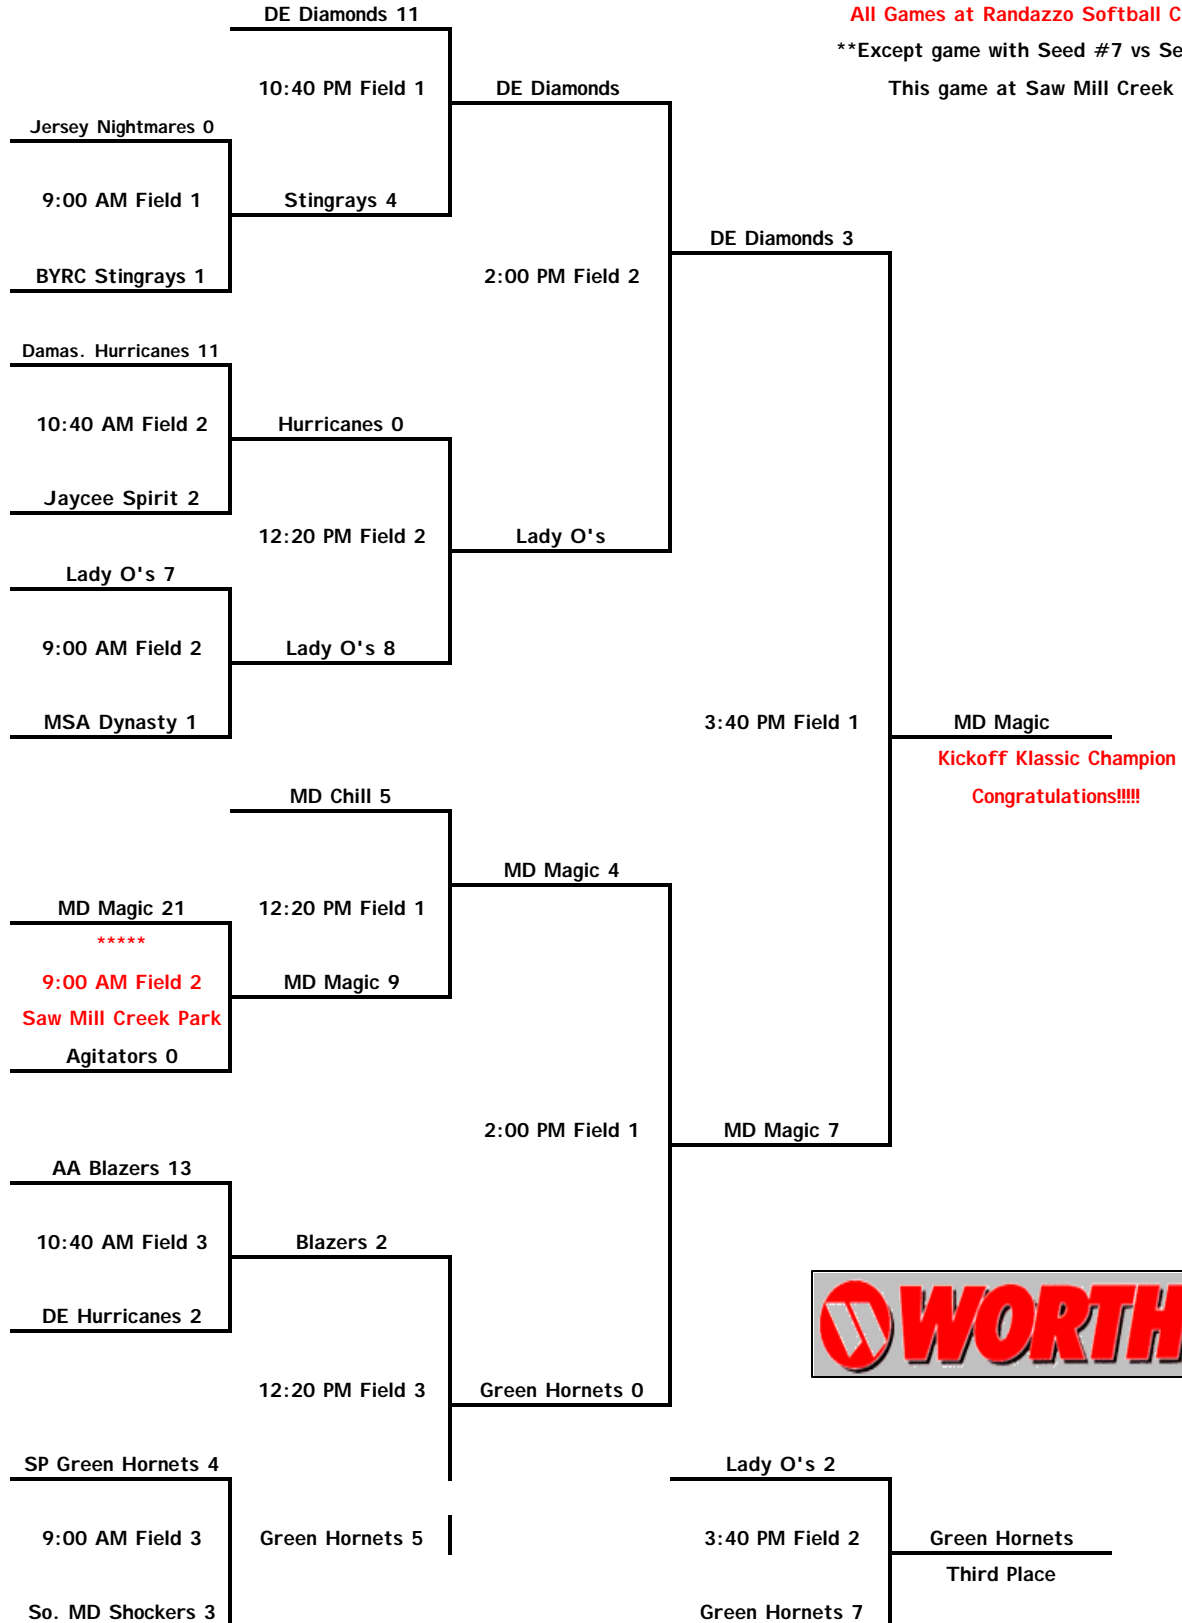 DE Diamonds 11
All Games at Randazzo Softball C
**Except game with Seed #7 vs Se
10:40 PM Field 1
DE Diamonds
This game at Saw Mill Creek
Jersey Nightmares 0
9:00 AM Field 1
Stingrays 4
DE Diamonds 3
BYRC Stingrays 1
2:00 PM Field 2
Damas. Hurricanes 11
10:40 AM Field 2
Hurricanes 0
Jaycee Spirit 2
12:20 PM Field 2
Lady O's
Lady O's 7
9:00 AM Field 2
Lady O's 8
MSA Dynasty 1
3:40 PM Field 1
MD Magic
Kickoff Klassic Champion
MD Chill 5
Congratulations!!!!!
MD Magic 4
MD Magic 21
12:20 PM Field 1
*****
9:00 AM Field 2
MD Magic 9
Saw Mill Creek Park
Agitators 0
2:00 PM Field 1
MD Magic 7
AA Blazers 13
10:40 AM Field 3
Blazers 2
DE Hurricanes 2
WORTH
12:20 PM Field 3
Green Hornets 0
SP Green Hornets 4
Lady O's 2
9:00 AM Field 3
Green Hornets 5
3:40 PM Field 2
Green Hornets
Third Place
So. MD Shockers 3
Green Hornets 7